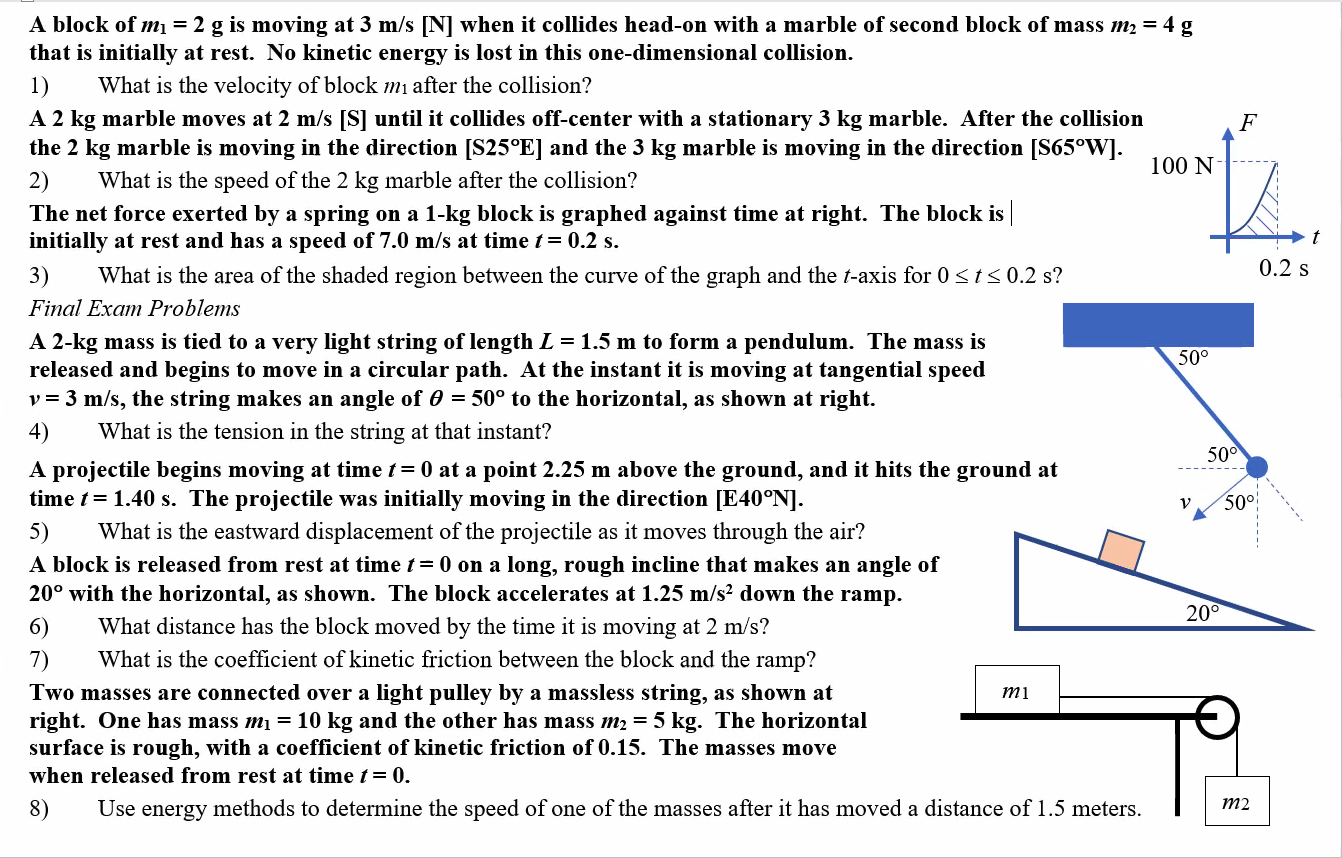 A block of m₁ = 2 g is moving at 3 m/s [N] when it collides head-on with a marble of second block of mass m₂ = 4 g
that is initially at rest. No kinetic energy is lost in this one-dimensional collision.
1) What is the velocity of block m₁ after the collision?
A 2 kg marble moves at 2 m/s [S] until it collides off-center with a stationary 3 kg marble. After the collision
the 2 kg marble is moving in the direction [S25°E] and the 3 kg marble is moving in the direction [S65°W].
2) What is the speed of the 2 kg marble after the collision?
The net force exerted by a spring on a 1-kg block is graphed against time at right. The block is
initially at rest and has a speed of 7.0 m/s at time t = 0.2 s.
3) What is the area of the shaded region between the curve of the graph and the t-axis for 0 ≤ t ≤ 0.2 s?
F
100 N
t
0.2 s
Final Exam Problems
A 2-kg mass is tied to a very light string of length L = 1.5 m to form a pendulum. The mass is
released and begins to move in a circular path. At the instant it is moving at tangential speed
v = 3 m/s, the string makes an angle of θ = 50° to the horizontal, as shown at right.
4) What is the tension in the string at that instant?
50°
50°
v
50°
A projectile begins moving at time t = 0 at a point 2.25 m above the ground, and it hits the ground at
time t = 1.40 s. The projectile was initially moving in the direction [E40°N].
5) What is the eastward displacement of the projectile as it moves through the air?
A block is released from rest at time t = 0 on a long, rough incline that makes an angle of
20° with the horizontal, as shown. The block accelerates at 1.25 m/s² down the ramp.
6) What distance has the block moved by the time it is moving at 2 m/s?
7) What is the coefficient of kinetic friction between the block and the ramp?
20°
Two masses are connected over a light pulley by a massless string, as shown at
right. One has mass m₁ = 10 kg and the other has mass m₂ = 5 kg. The horizontal
surface is rough, with a coefficient of kinetic friction of 0.15. The masses move
when released from rest at time t = 0.
8) Use energy methods to determine the speed of one of the masses after it has moved a distance of 1.5 meters.
m1
m2